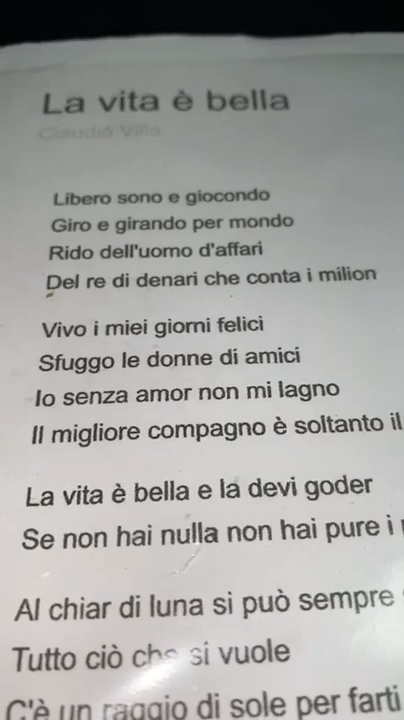 La vita è bella
Claudio Villa
Libero sono e giocondo
Giro e girando per mondo
Rido dell'uomo d'affari
Del re di denari che conta i milion
Vivo i miei giorni felici
Sfuggo le donne di amici
Io senza amor non mi lagno
Il migliore compagno è soltanto il
La vita è bella e la devi goder
Se non hai nulla non hai pure i
Al chiar di luna si può sempre
Tutto ciò che si vuole
C'è un raggio di sole per farti